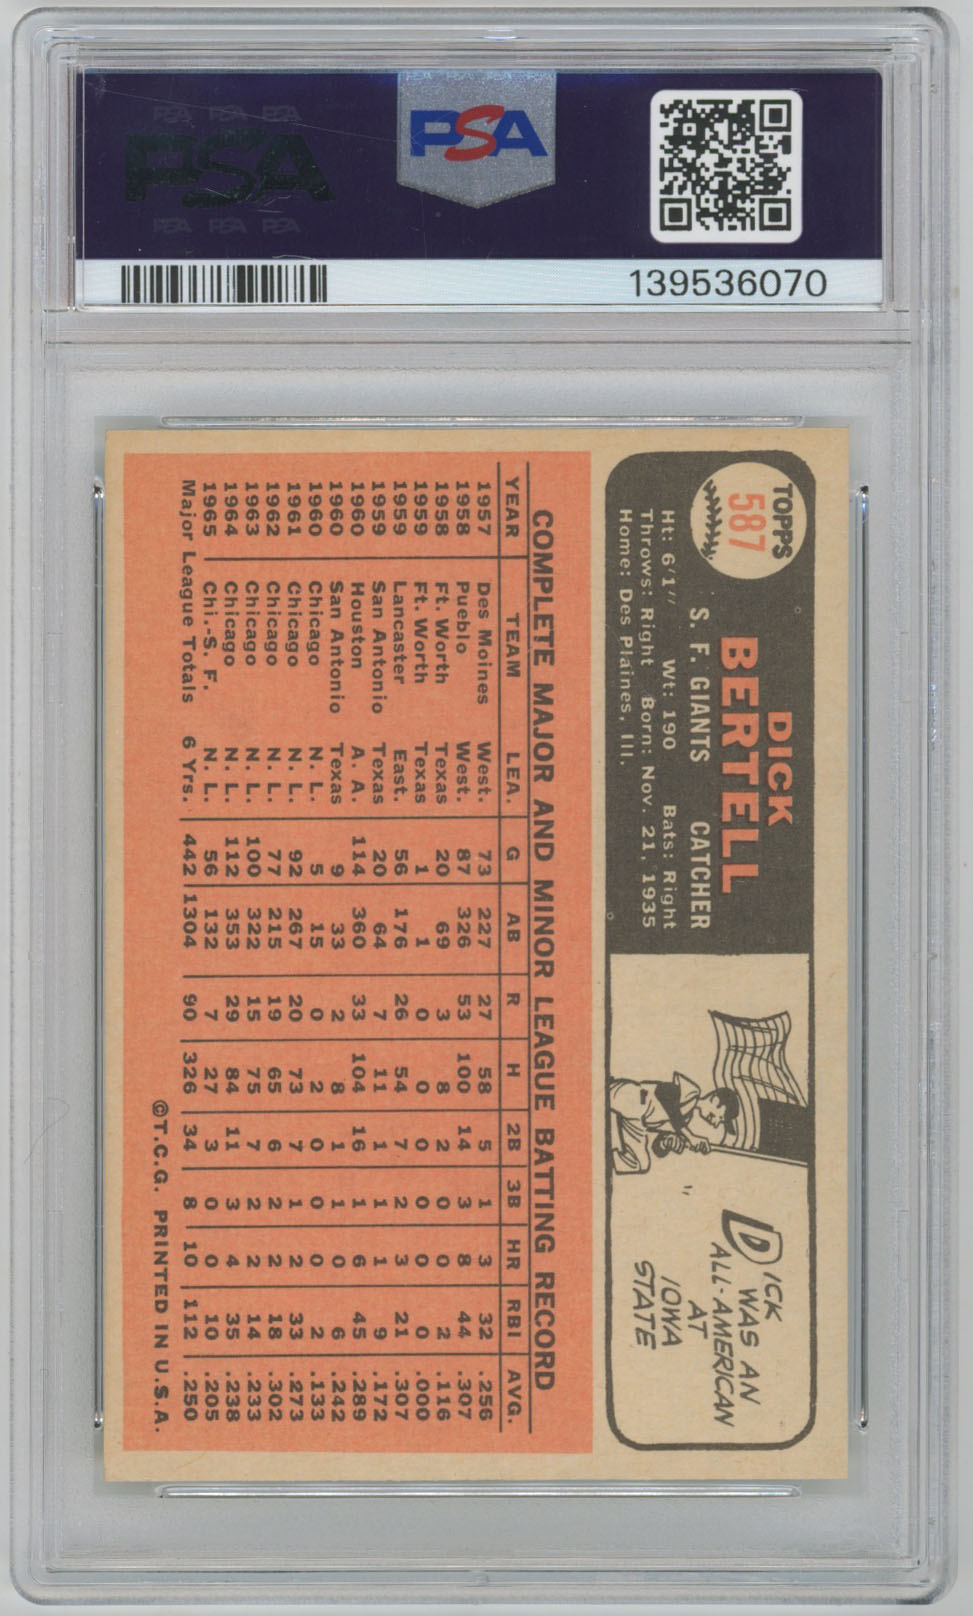 PSA PSA PSA
PSA
PSA PSA PSA
PSA
139536070
TOPPS
587
DICK
BERTELL
S. F. GIANTS CATCHER
Ht: 6'1" Wt: 190 Bats: Right
Throws: Right Born: Nov. 21, 1935
Home: Des Plaines, Ill.
DICK
WAS AN
ALL-AMERICAN
AT
IOWA
STATE
COMPLETE MAJOR AND MINOR LEAGUE BATTING RECORD
YEAR TEAM LEA. G AB R H 2B 3B HR RBI AVG.
1957 Des Moines West. 73 227 27 58 5 1 3 32 .256
1958 Pueblo West. 87 326 53 100 14 3 8 44 .307
1958 Ft. Worth Texas 20 69 3 8 2 0 0 2 .116
1959 Ft. Worth Texas 1 1 0 0 0 0 0 0 .000
1959 Lancaster East. 56 176 26 54 7 2 3 21 .307
1959 San Antonio Texas 20 64 7 11 1 1 1 9 .172
1960 Houston A. A. 114 360 33 104 16 1 6 45 .289
1960 San Antonio Texas 9 33 2 8 1 1 0 6 .242
1960 Chicago N. L. 5 15 0 2 0 0 0 2 .133
1961 Chicago N. L. 92 267 20 73 7 1 2 33 .273
1962 Chicago N. L. 77 215 19 65 6 2 2 18 .302
1963 Chicago N. L. 100 322 15 75 7 2 2 14 .233
1964 Chicago N. L. 112 353 29 84 11 3 4 35 .238
1965 Chi.-S. F. N. L. 56 132 7 27 3 0 0 10 .205
Major League Totals 6 Yrs. 442 1304 90 326 34 8 10 112 .250
©T.C.G. PRINTED IN U.S.A.